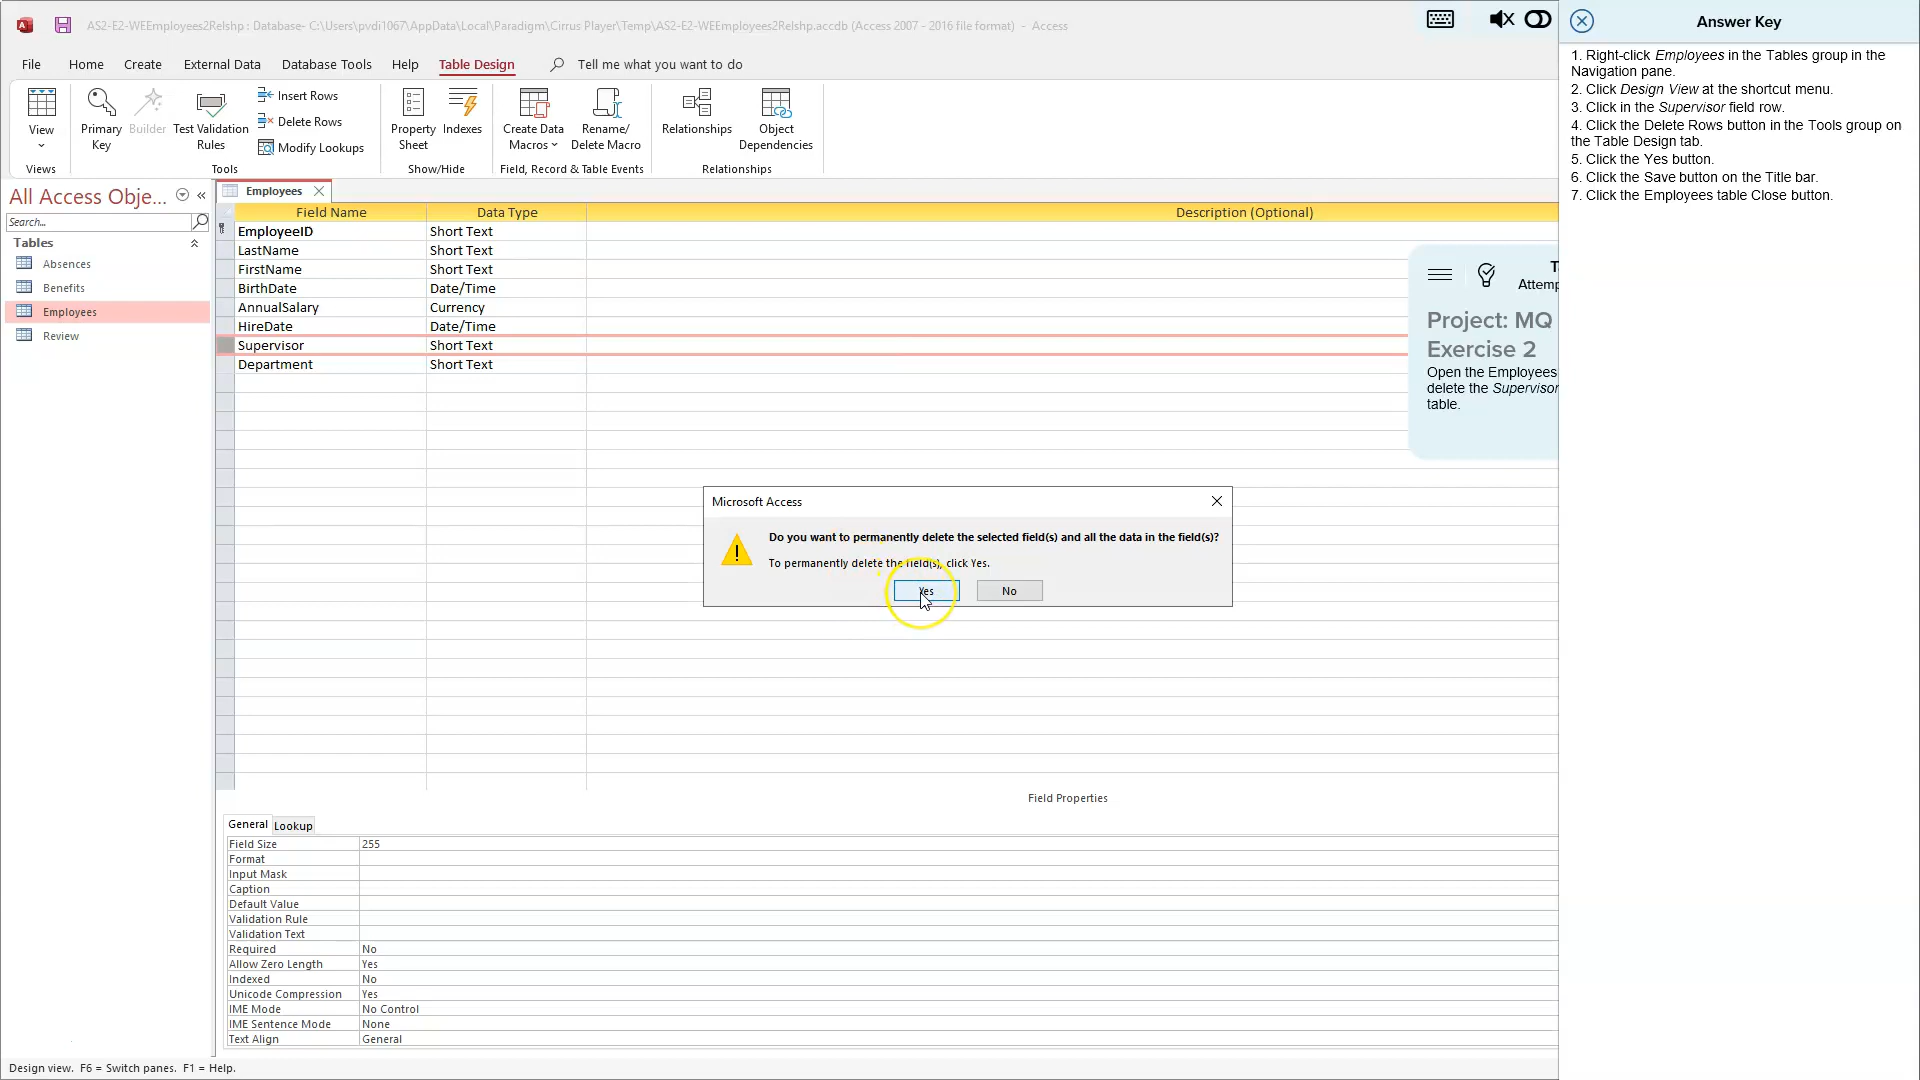 AS2-E2-WEEmployees2Relshp : Database- C:\Users\pvdi1067\AppData\Local\Paradigm\Cirrus Player\Temp\AS2-E2-WEEmployees2Relshp.accdb (Access 2007 - 2016 file format) - Access
File Home Create External Data Database Tools Help Table Design Tell me what you want to do
View
Views
Primary Key
Builder
Test Validation Rules
Insert Rows
Delete Rows
Modify Lookups
Tools
Property Sheet
Indexes
Show/Hide
Create Data Macros
Rename/ Delete Macro
Field, Record & Table Events
Relationships
Object Dependencies
Relationships
All Access Obje...
Search...
Tables
Absences
Benefits
Employees
Review
Employees
Field Name Data Type Description (Optional)
EmployeeID Short Text
LastName Short Text
FirstName Short Text
BirthDate Date/Time
AnnualSalary Currency
HireDate Date/Time
Supervisor Short Text
Department Short Text
Microsoft Access
Do you want to permanently delete the selected field(s) and all the data in the field(s)?
To permanently delete the field(s), click Yes.
Yes No
Field Properties
General Lookup
Field Size 255
Format
Input Mask
Caption
Default Value
Validation Rule
Validation Text
Required No
Allow Zero Length Yes
Indexed No
Unicode Compression Yes
IME Mode No Control
IME Sentence Mode None
Text Align General
Design view. F6 = Switch panes. F1 = Help.
Attemp
Project: MQ
Exercise 2
Open the Employees
delete the Supervisor
table.
Answer Key
1. Right-click Employees in the Tables group in the
Navigation pane.
2. Click Design View at the shortcut menu.
3. Click in the Supervisor field row.
4. Click the Delete Rows button in the Tools group on
the Table Design tab.
5. Click the Yes button.
6. Click the Save button on the Title bar.
7. Click the Employees table Close button.